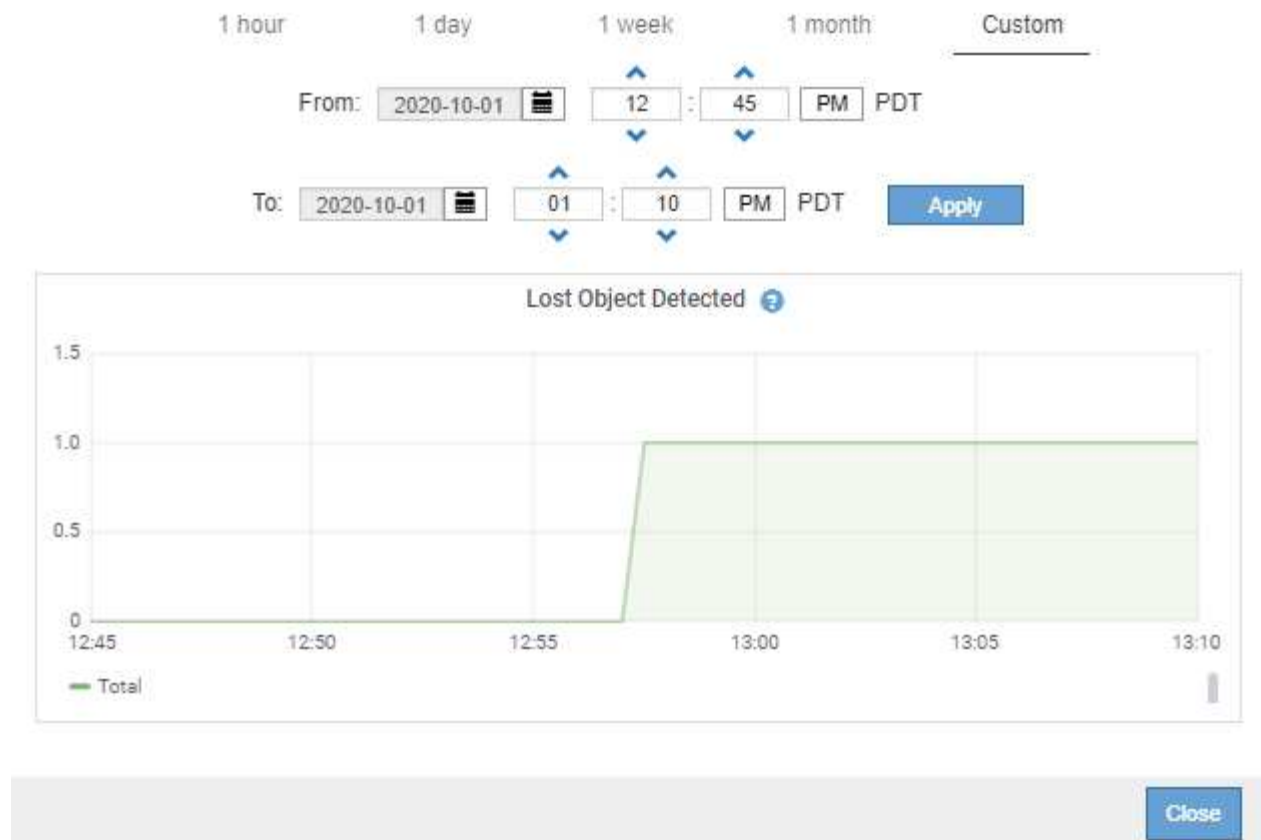 1 hour 1 day 1 week 1 month Custom
From: 2020-10-01 12 : 45 PM PDT
To: 2020-10-01 01 : 10 PM PDT Apply
Lost Object Detected ?
1.5
1.0
0.5
0
12:45 12:50 12:55 13:00 13:05 13:10
Total
Close